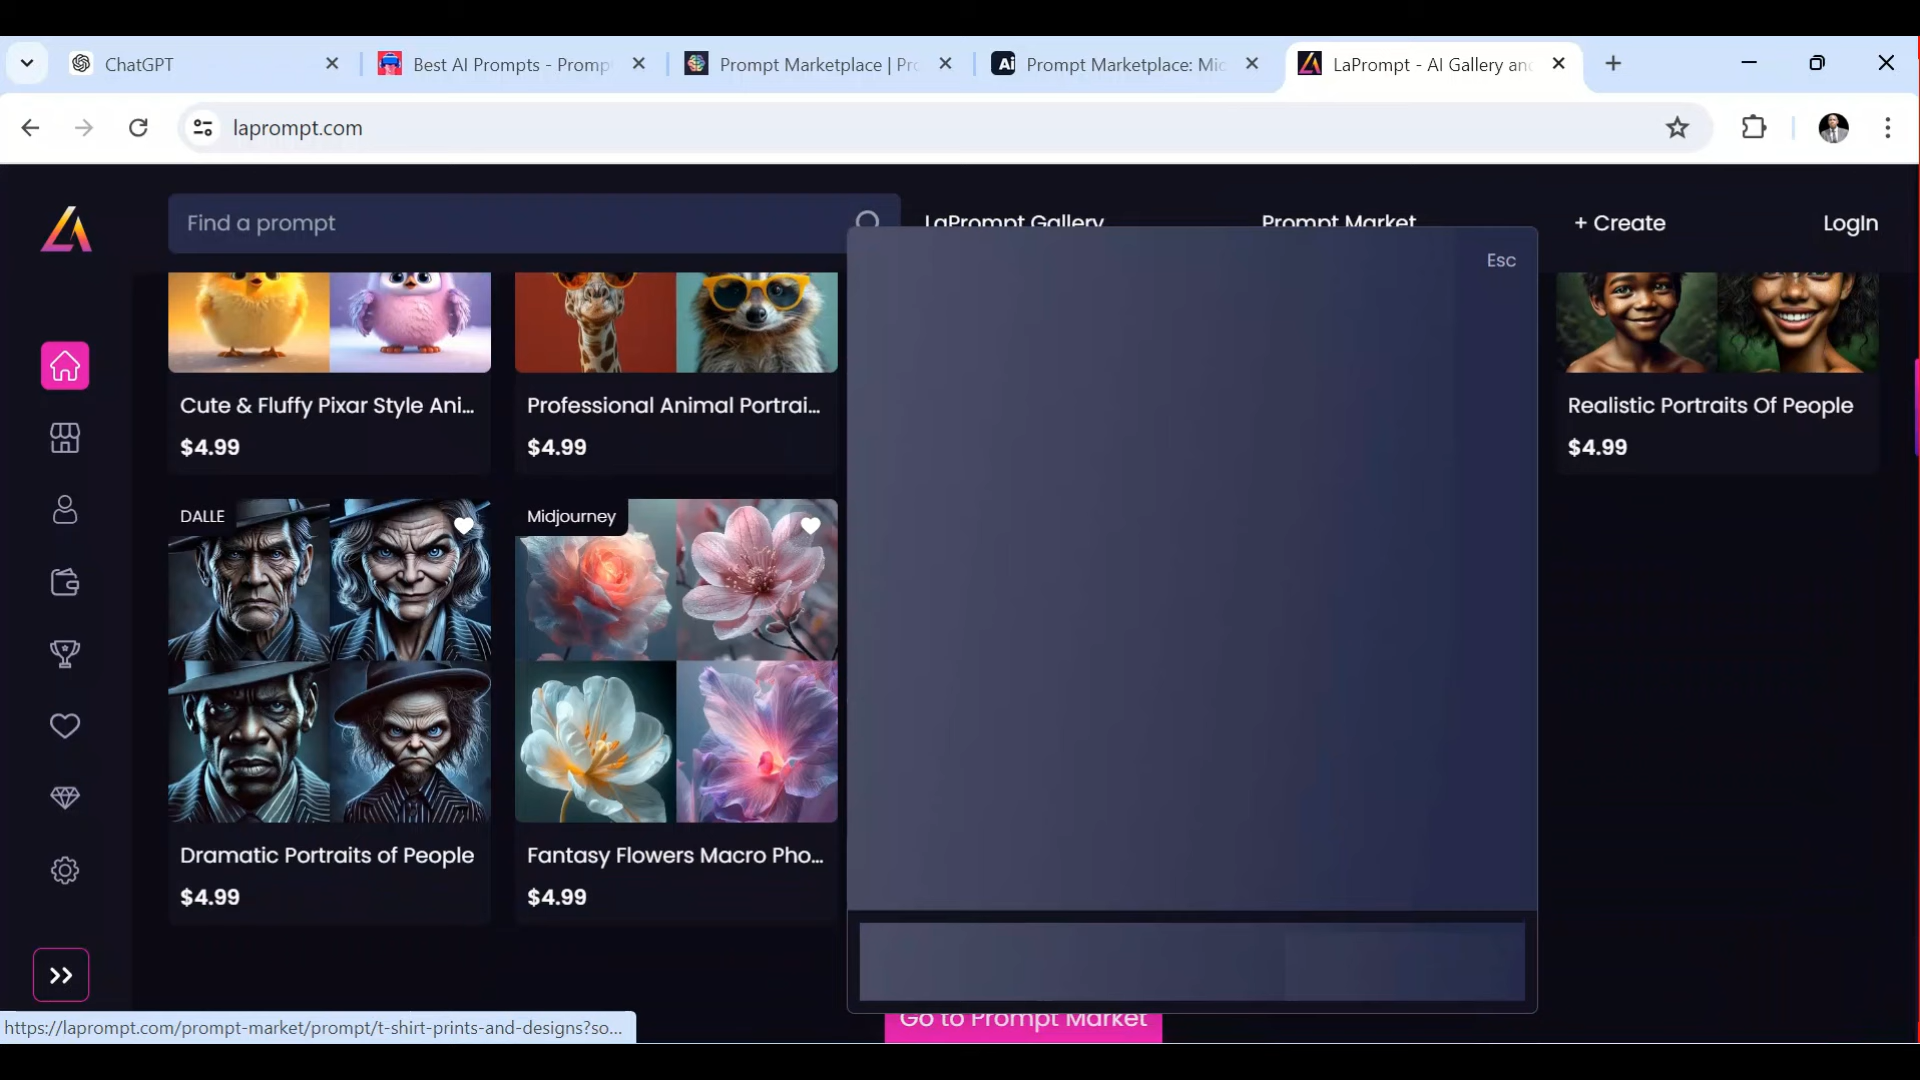 ChatGPT
Best AI Prompts - Promp
Prompt Marketplace | Pro
Ai
Prompt Marketplace: Mic
LaPrompt - AI Gallery an
laprompt.com
Find a prompt
LaPrompt Gallery
Prompt Market
+ Create
LogIn
Esc
Cute & Fluffy Pixar Style Ani...
$4.99
Professional Animal Portrai...
$4.99
Realistic Portraits Of People
$4.99
DALLE
Midjourney
Dramatic Portraits of People
$4.99
Fantasy Flowers Macro Pho...
$4.99
Go to Prompt Market
https://laprompt.com/prompt-market/prompt/t-shirt-prints-and-designs?so...